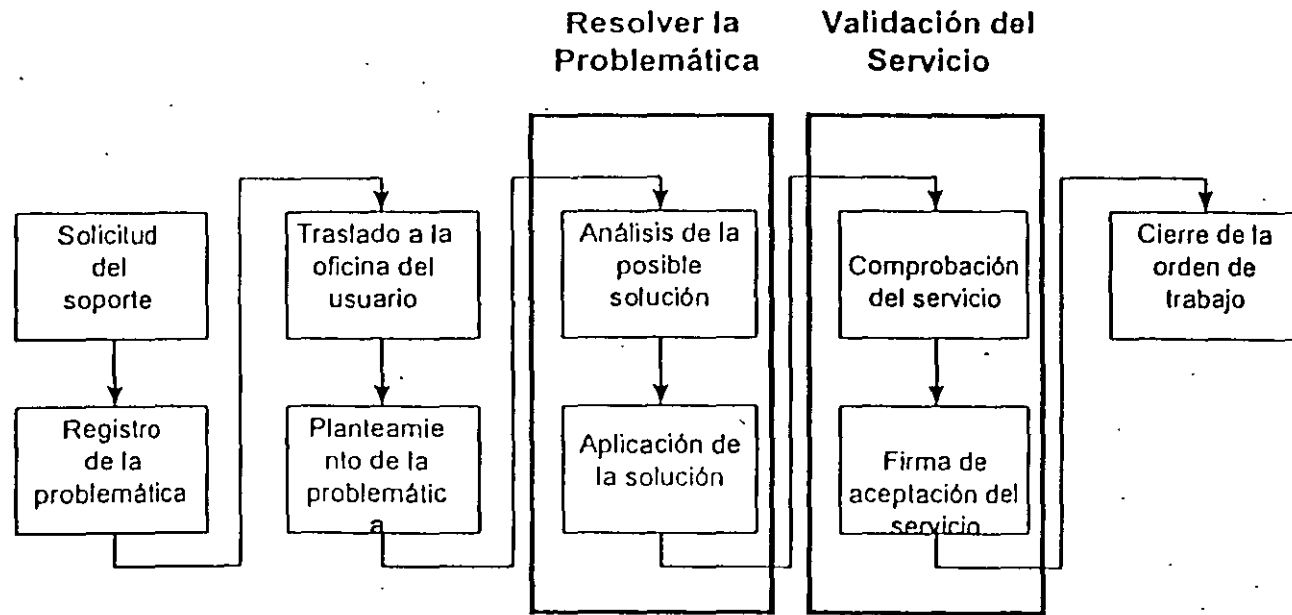 Resolver la
Problemática
Validación del
Servicio
Solicitud
del
soporte
Registro
de la
problemática
Traslado a la
oficina del
usuario
Planteamie
nto de la
problemátic
a
Análisis de la
posible
solución
Aplicación de
la solución
Comprobación
del servicio
Firma de
aceptación del
servicio
Cierre de la
orden de
trabajo